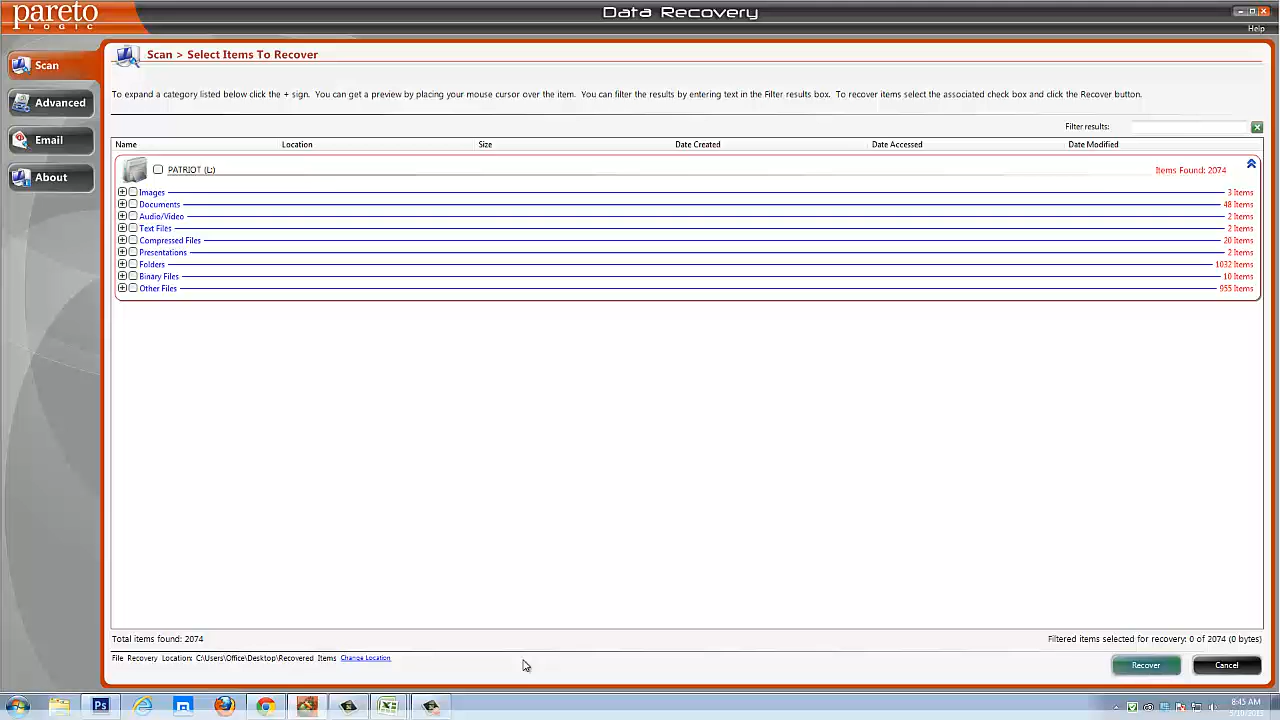 pareto
LOGIC
Data Recovery
Help
Scan
Advanced
Email
About
Scan > Select Items To Recover
To expand a category listed below click the + sign. You can get a preview by placing your mouse cursor over the item. You can filter the results by entering text in the Filter results box. To recover items select the associated check box and click the Recover button.
Filter results:
Name Location Size Date Created Date Accessed Date Modified
PATRIOT (L:) Items Found: 2074
Images 3 Items
Documents 48 Items
Audio/Video 2 Items
Text Files 2 Items
Compressed Files 20 Items
Presentations 2 Items
Folders 1032 Items
Binary Files 10 Items
Other Files 955 Items
Total items found: 2074 Filtered items selected for recovery: 0 of 2074 (0 bytes)
File Recovery Location: C:\Users\Office\Desktop\Recovered Items Change Location
Recover Cancel
Ps
8:45 AM